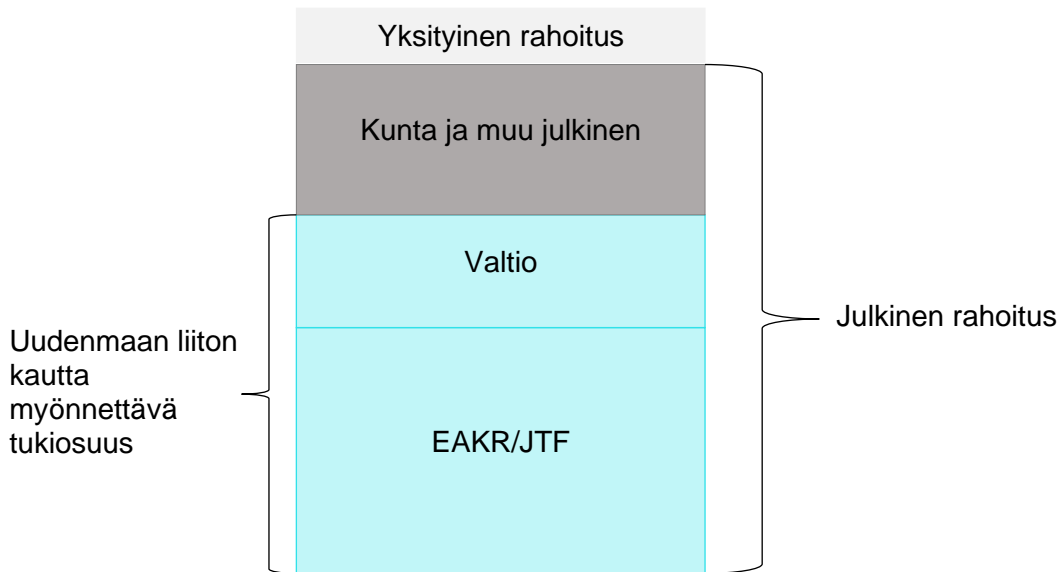 Yksityinen rahoitus
Kunta ja muu julkinen
Valtio
EAKR/JTF
Uudenmaan liiton
kautta
myönnettävä
tukiosuus
Julkinen rahoitus